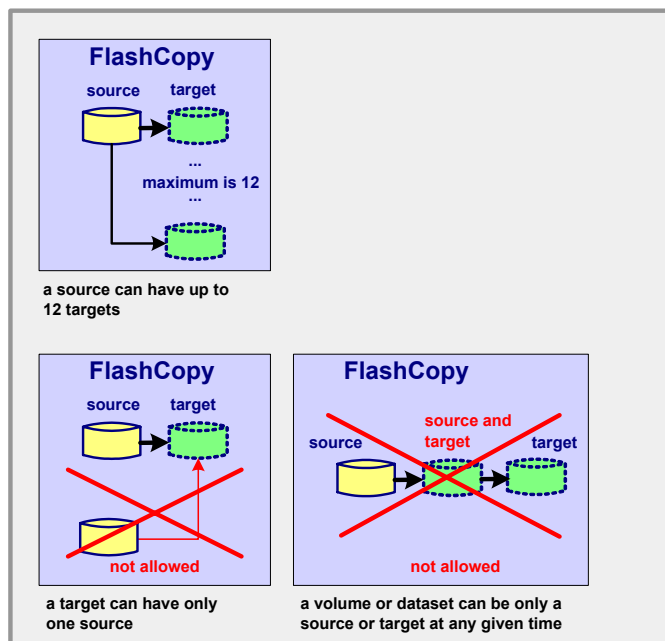 FlashCopy
source target
...
maximum is 12
...
a source can have up to
12 targets
FlashCopy
source target
not allowed
a target can have only
one source
FlashCopy
source and
target
source target
not allowed
a volume or dataset can be only a
source or target at any given time